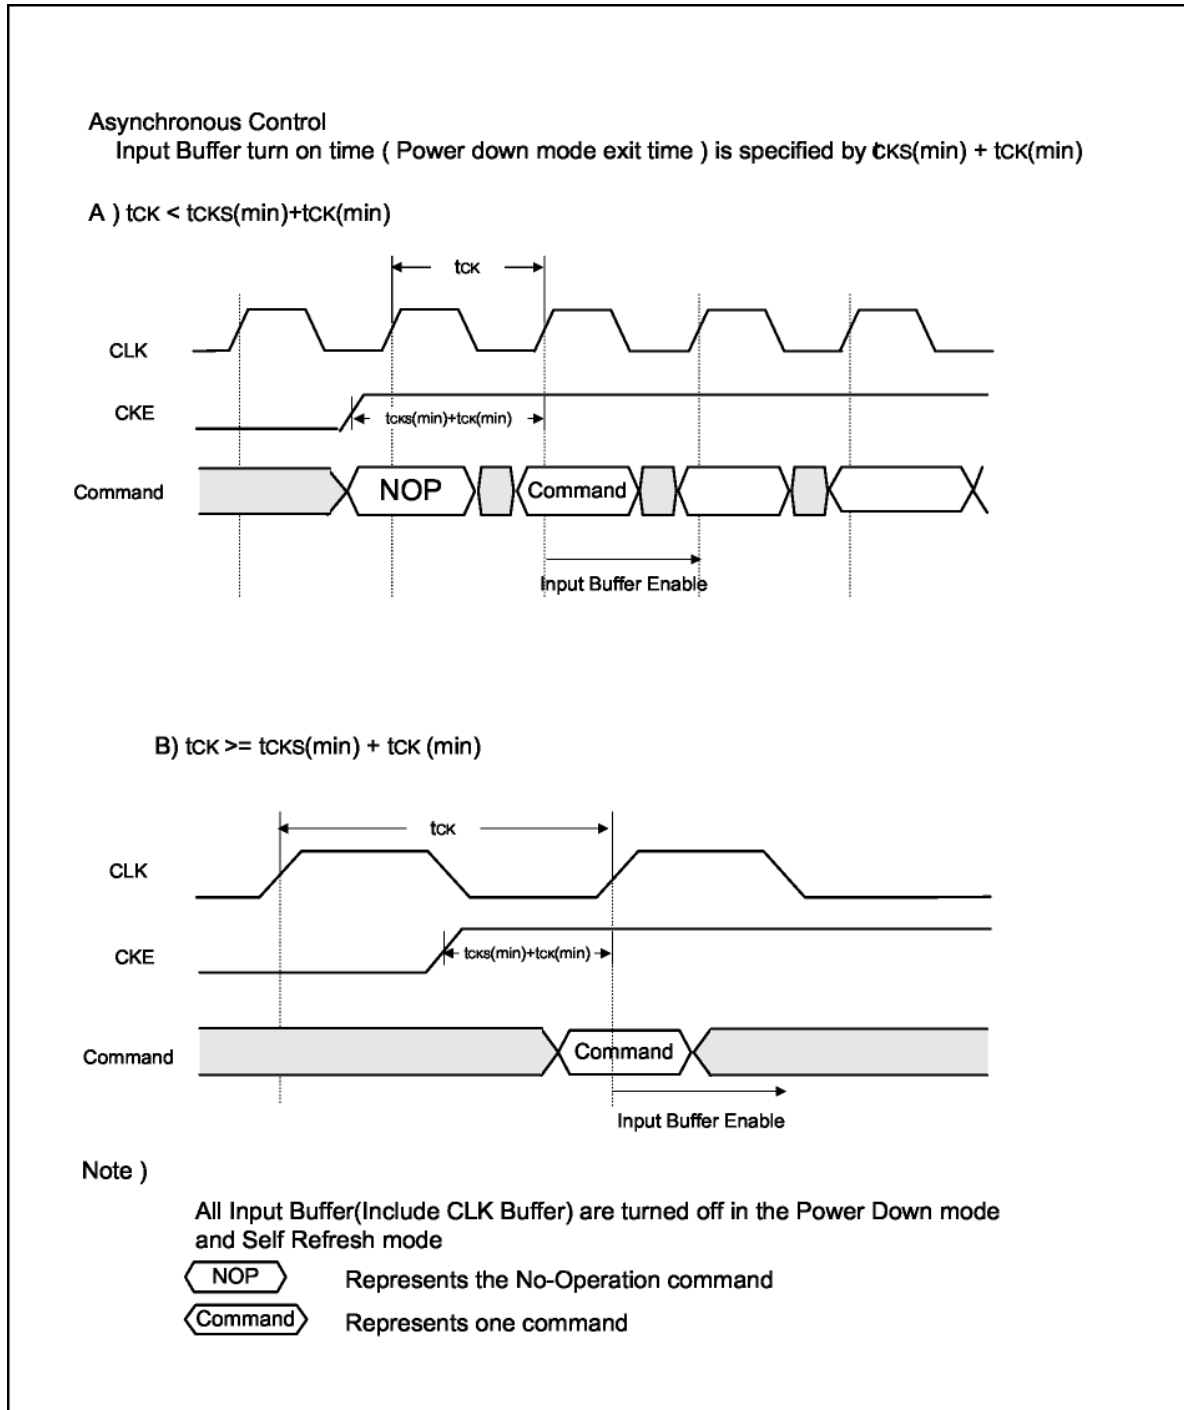 Asynchronous Control
Input Buffer turn on time ( Power down mode exit time ) is specified by tCKS(min) + tCK(min)
A ) tCK < tCKS(min)+tCK(min)
tCK
CLK
CKE
tCKS(min)+tCK(min)
Command
NOP
Command
Input Buffer Enable
B) tCK >= tCKS(min) + tCK (min)
tCK
CLK
CKE
tCKS(min)+tCK(min)
Command
Command
Input Buffer Enable
Note )
All Input Buffer(Include CLK Buffer) are turned off in the Power Down mode
and Self Refresh mode
NOP
Represents the No-Operation command
Command
Represents one command